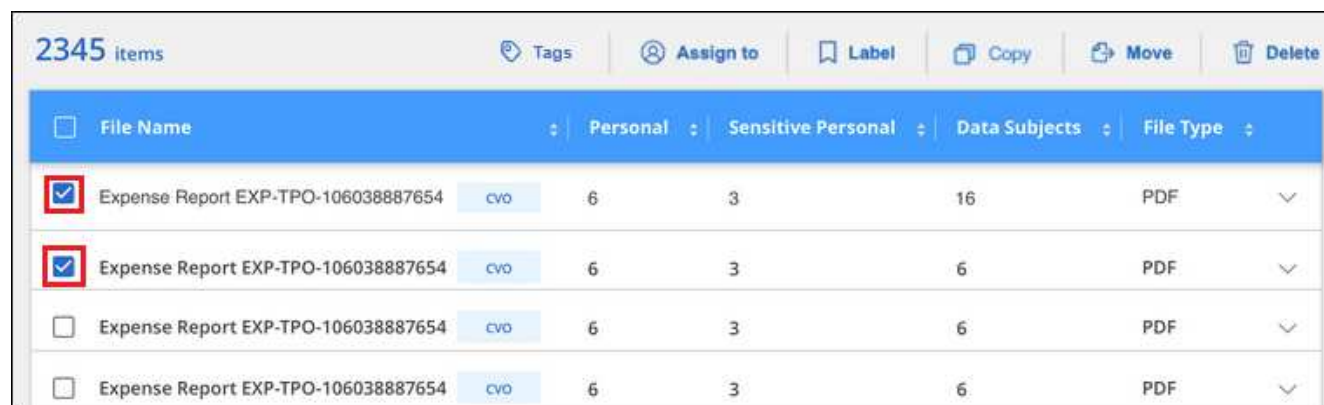 2345 items Tags Assign to Label Copy Move Delete
File Name Personal Sensitive Personal Data Subjects File Type
Expense Report EXP-TPO-106038887654 CVO 6 3 16 PDF
Expense Report EXP-TPO-106038887654 CVO 6 3 6 PDF
Expense Report EXP-TPO-106038887654 CVO 6 3 6 PDF
Expense Report EXP-TPO-106038887654 CVO 6 3 6 PDF